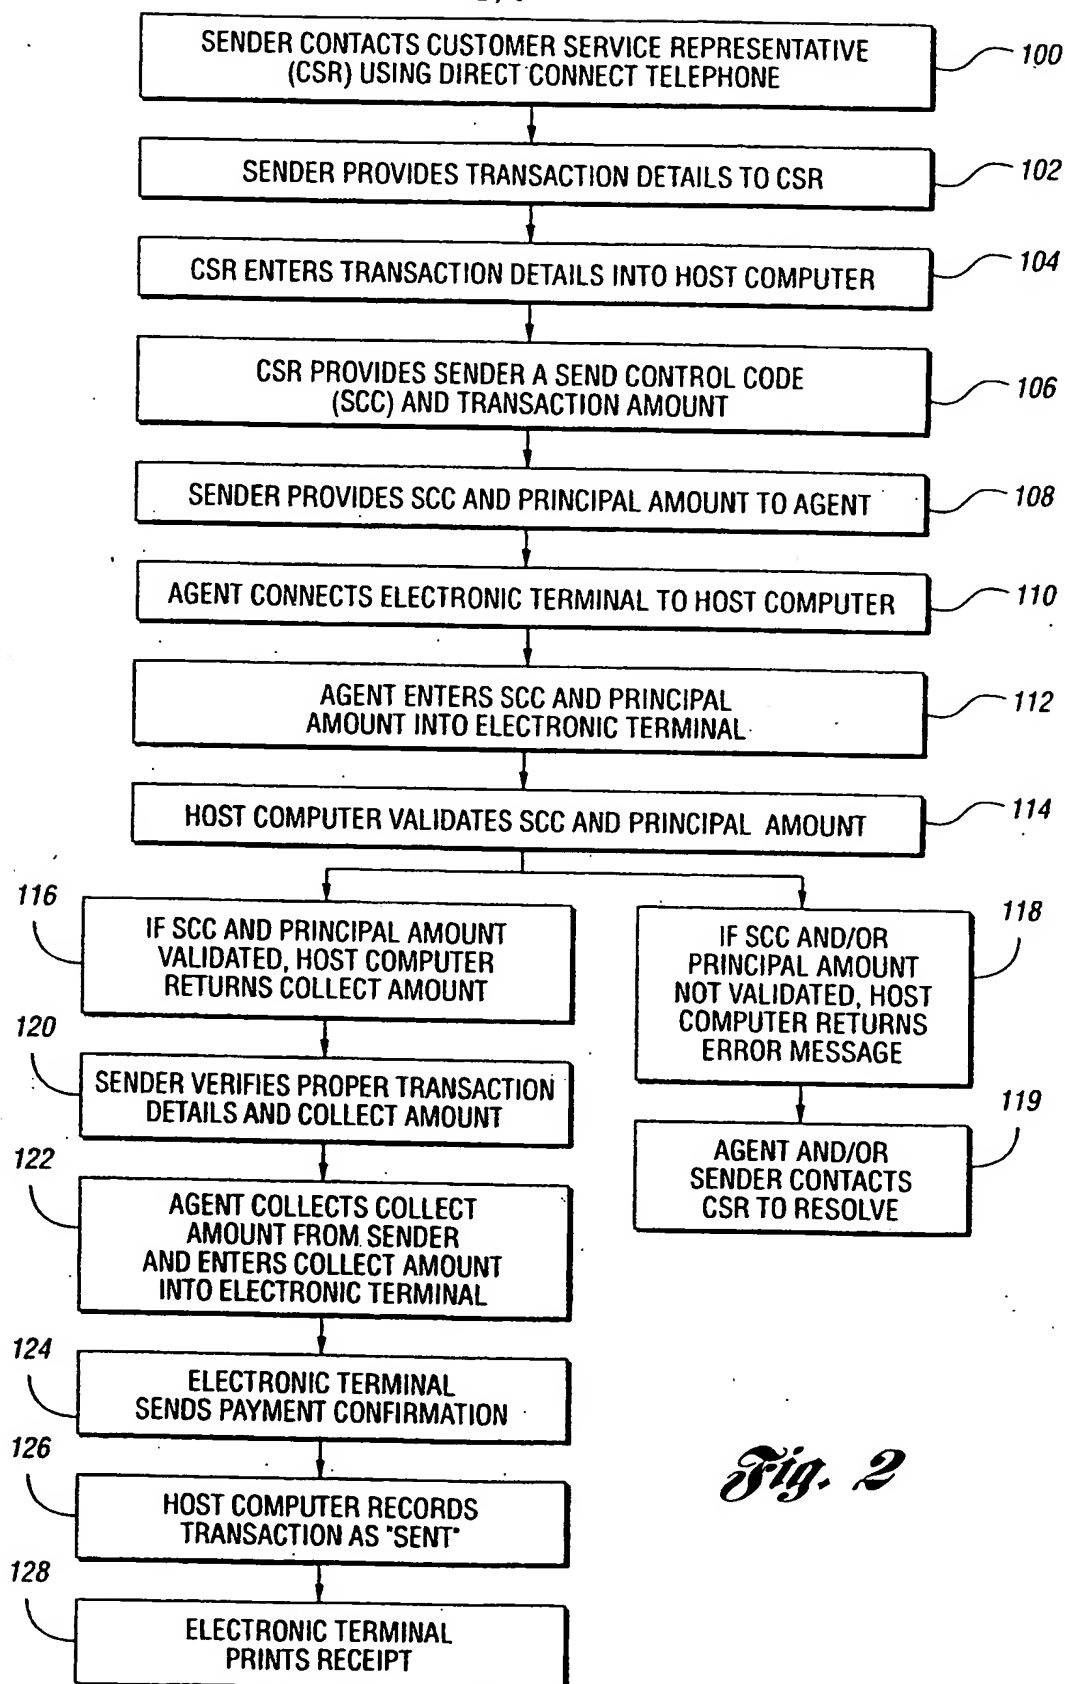 SENDER CONTACTS CUSTOMER SERVICE REPRESENTATIVE
(CSR) USING DIRECT CONNECT TELEPHONE
100
SENDER PROVIDES TRANSACTION DETAILS TO CSR
102
CSR ENTERS TRANSACTION DETAILS INTO HOST COMPUTER
104
CSR PROVIDES SENDER A SEND CONTROL CODE
(SCC) AND TRANSACTION AMOUNT
106
SENDER PROVIDES SCC AND PRINCIPAL AMOUNT TO AGENT
108
AGENT CONNECTS ELECTRONIC TERMINAL TO HOST COMPUTER
110
AGENT ENTERS SCC AND PRINCIPAL
AMOUNT INTO ELECTRONIC TERMINAL
112
HOST COMPUTER VALIDATES SCC AND PRINCIPAL AMOUNT
114
116
IF SCC AND PRINCIPAL AMOUNT
VALIDATED, HOST COMPUTER
RETURNS COLLECT AMOUNT
118
IF SCC AND/OR
PRINCIPAL AMOUNT
NOT VALIDATED, HOST
COMPUTER RETURNS
ERROR MESSAGE
120
SENDER VERIFIES PROPER TRANSACTION
DETAILS AND COLLECT AMOUNT
119
AGENT AND/OR
SENDER CONTACTS
CSR TO RESOLVE
122
AGENT COLLECTS COLLECT
AMOUNT FROM SENDER
AND ENTERS COLLECT AMOUNT
INTO ELECTRONIC TERMINAL
124
ELECTRONIC TERMINAL
SENDS PAYMENT CONFIRMATION
126
HOST COMPUTER RECORDS
TRANSACTION AS "SENT"
128
ELECTRONIC TERMINAL
PRINTS RECEIPT
Fig. 2